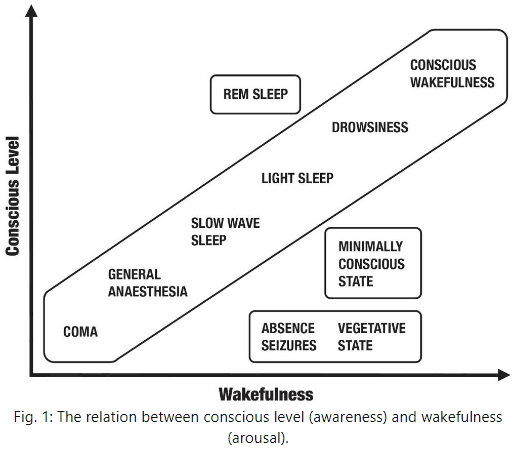 Conscious Level
CONSCIOUS
WAKEFULNESS
REM SLEEP
DROWSINESS
LIGHT SLEEP
SLOW WAVE
SLEEP
MINIMALLY
CONSCIOUS
STATE
GENERAL
ANAESTHESIA
COMA
ABSENCE
SEIZURES
VEGETATIVE
STATE
Wakefulness
Fig. 1: The relation between conscious level (awareness) and wakefulness
(arousal).